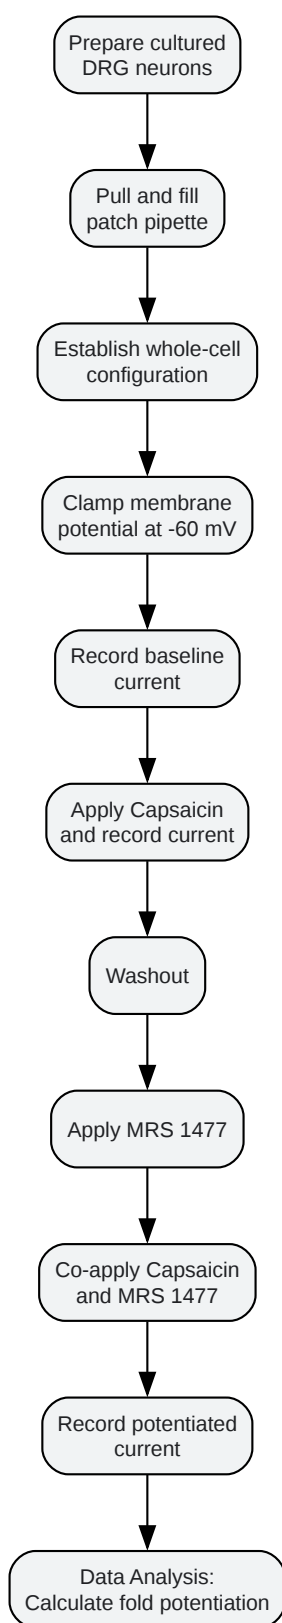 Prepare cultured
DRG neurons
Pull and fill
patch pipette
Establish whole-cell
configuration
Clamp membrane
potential at -60 mV
Record baseline
current
Apply Capsaicin
and record current
Washout
Apply MRS 1477
Co-apply Capsaicin
and MRS 1477
Record potentiated
current
Data Analysis:
Calculate fold potentiation